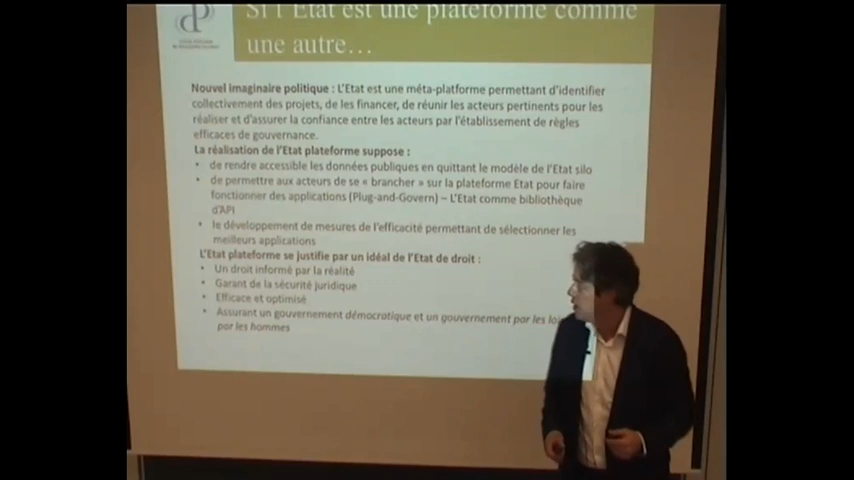 SI l'Etat est une plateforme comme
une autre…
Nouvel imaginaire politique : L'Etat est une méta-platforme permettant d'identifier
collectivement des projets, de les financer, de réunir les acteurs pertinents pour les
réaliser et d'assurer la confiance entre les acteurs par l'établissement de règles
efficaces de gouvernance.
La réalisation de l'Etat plateforme suppose :
• de rendre accessible les données publiques en quittant le modèle de l'Etat silo
• de permettre aux acteurs de se « brancher » sur la plateforme Etat pour faire
fonctionner des applications (Plug-and-Govern) – L'Etat comme bibliothèque
d'API
• le développement de mesures de l'efficacité permettant de sélectionner les
meilleurs applications
L'Etat plateforme se justifie par un idéal de l'Etat de droit :
• Un droit informé par la réalité
• Garant de la sécurité juridique
• Efficace et optimisé
• Assurant un gouvernement démocratique et un gouvernement par les lois
par les hommes